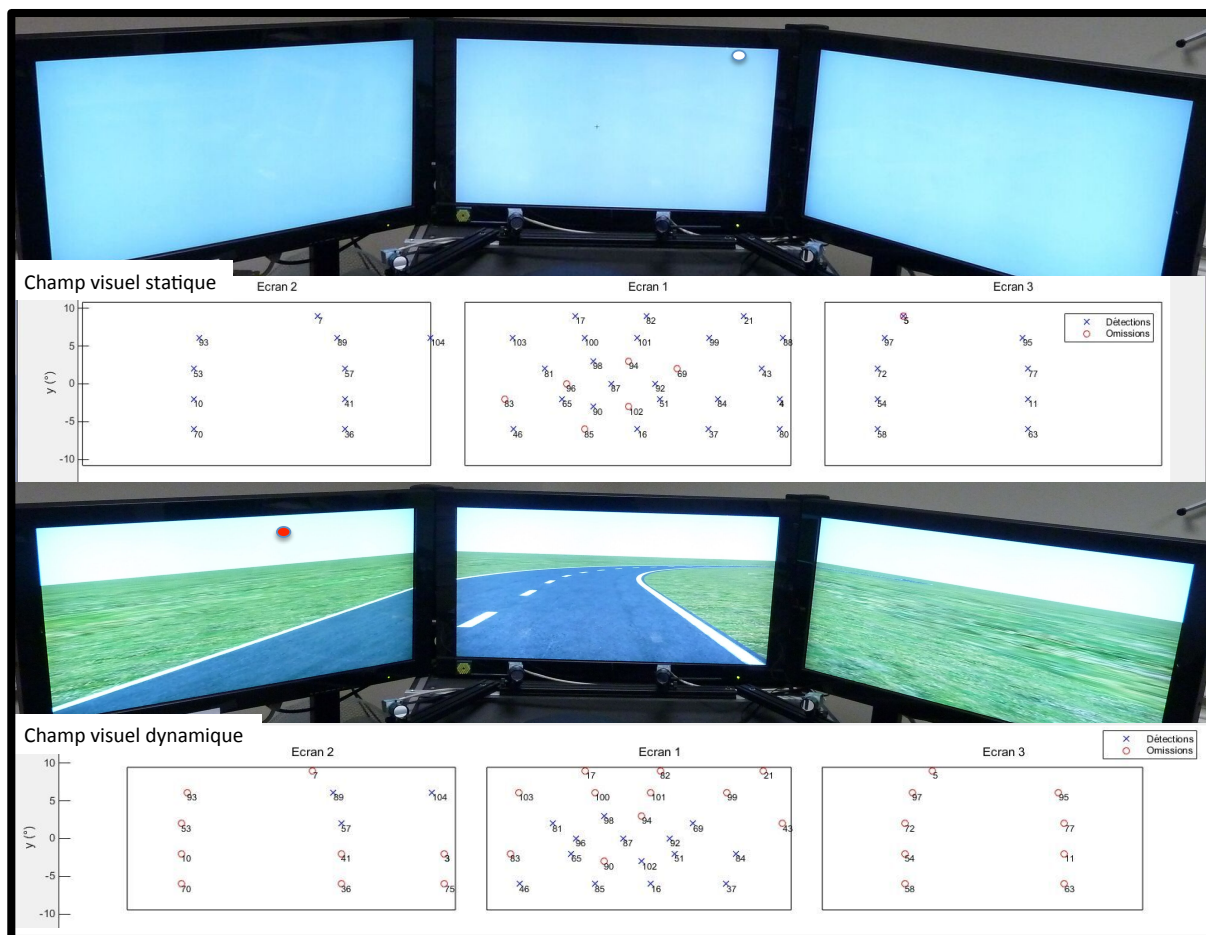 Champ visuel statique
Ecran 2 Ecran 1 Ecran 3
10
5
0
-5
-10
y (°)
7 17 82 21 5
93 89 104 103 100 101 99 88 97 95
98 94
53 57 81 69 43 72 77
96 87 92
10 41 83 65 51 84 4 54 11
90 102
70 36 46 85 16 37 80 58 63
Détections
Omissions
Champ visuel dynamique
Ecran 2 Ecran 1 Ecran 3
Détections
Omissions
10
5
0
-5
-10
y (°)
7 17 82 21 5
93 89 104 103 100 101 99 97 95
98 94
53 57 81 69 43 72 77
96 87 92
10 41 3 83 65 51 84 54 11
90 102
70 36 75 46 85 16 37 58 63